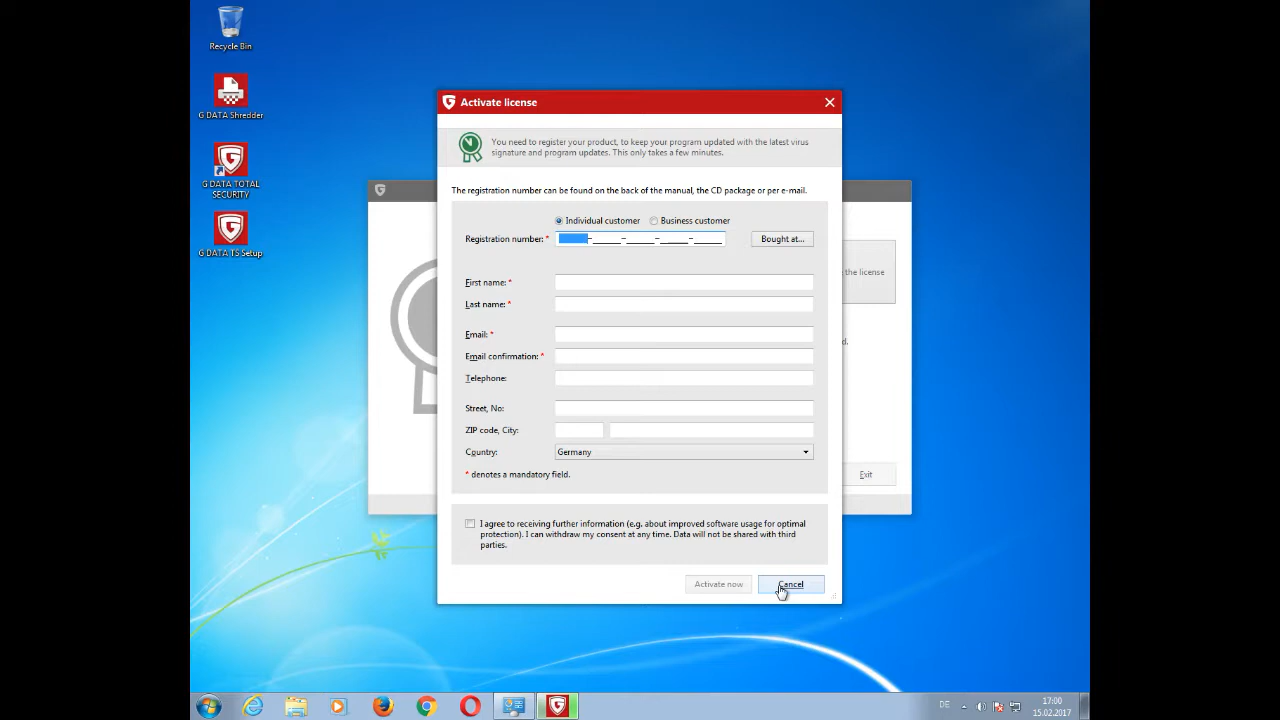 Recycle Bin
G DATA Shredder
G DATA TOTAL
SECURITY
G DATA TS Setup
Activate license
You need to register your product, to keep your program updated with the latest virus
signature and program updates. This only takes a few minutes.
The registration number can be found on the back of the manual, the CD package or per e-mail.
Individual customer Business customer
Registration number: * Bought at...
First name: *
Last name: *
Email: *
Email confirmation: *
Telephone:
Street, No:
ZIP code, City:
Country: Germany
* denotes a mandatory field.
I agree to receiving further information (e.g. about improved software usage for optimal
protection). I can withdraw my consent at any time. Data will not be shared with third
parties.
Activate now Cancel
the license
d.
Exit
DE
17:00
15.02.2017